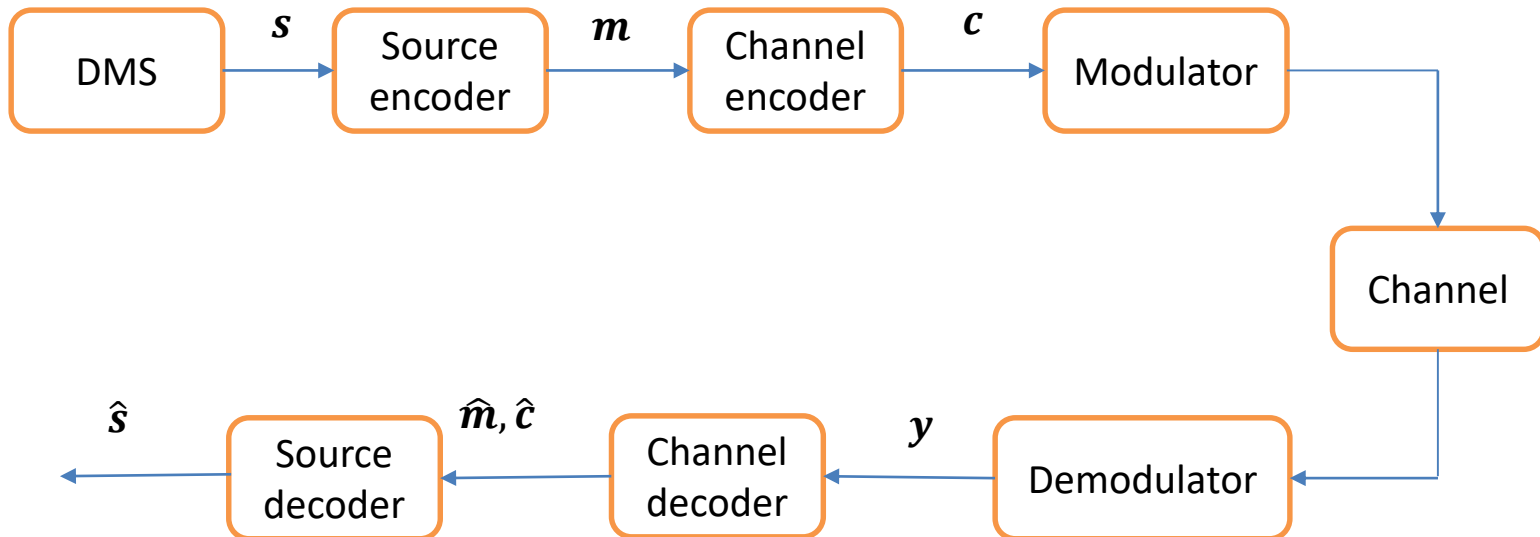 DMS
s
Source
encoder
m
Channel
encoder
c
Modulator
Channel
Demodulator
y
Channel
decoder
m̂, ĉ
Source
decoder
ŝ